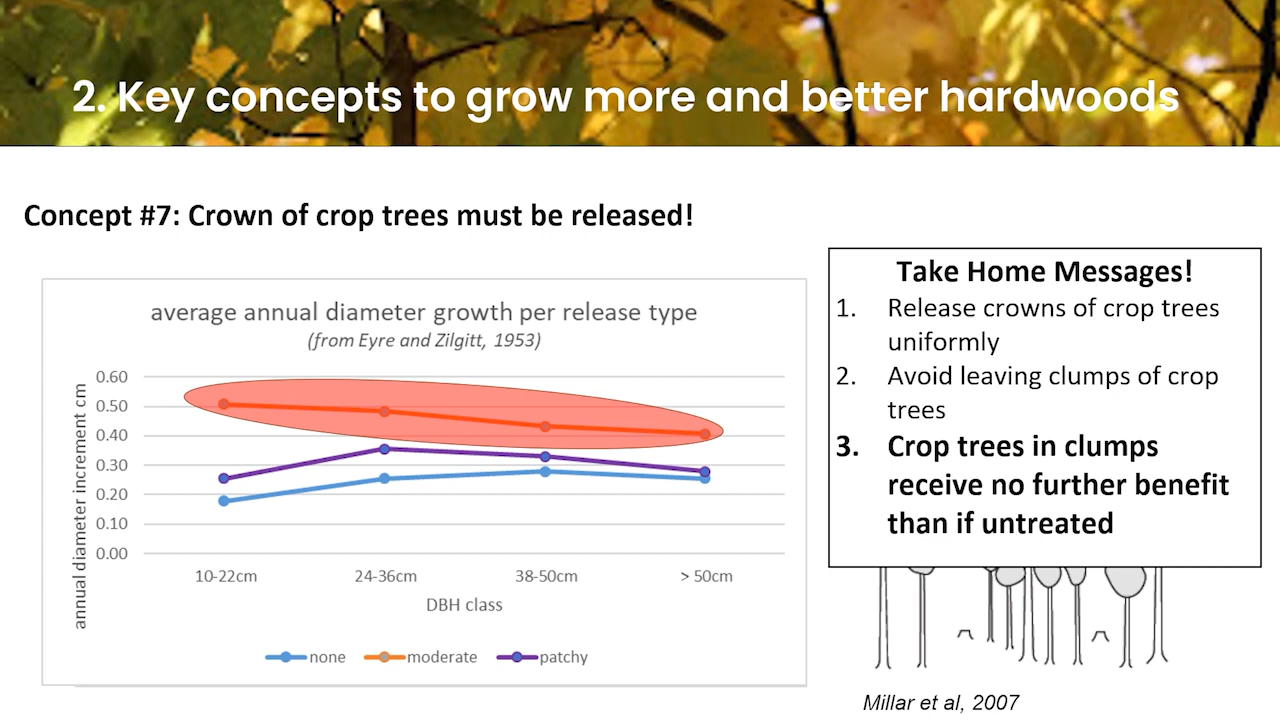 2. Key concepts to grow more and better hardwoods
Concept #7: Crown of crop trees must be released!
average annual diameter growth per release type
(from Eyre and Zilgitt, 1953)
annual diameter increment cm
0.60
0.50
0.40
0.30
0.20
0.10
0.00
10-22cm 24-36cm 38-50cm > 50cm
DBH class
none moderate patchy
Take Home Messages!
1. Release crowns of crop trees
uniformly
2. Avoid leaving clumps of crop
trees
3. Crop trees in clumps
receive no further benefit
than if untreated
Millar et al, 2007